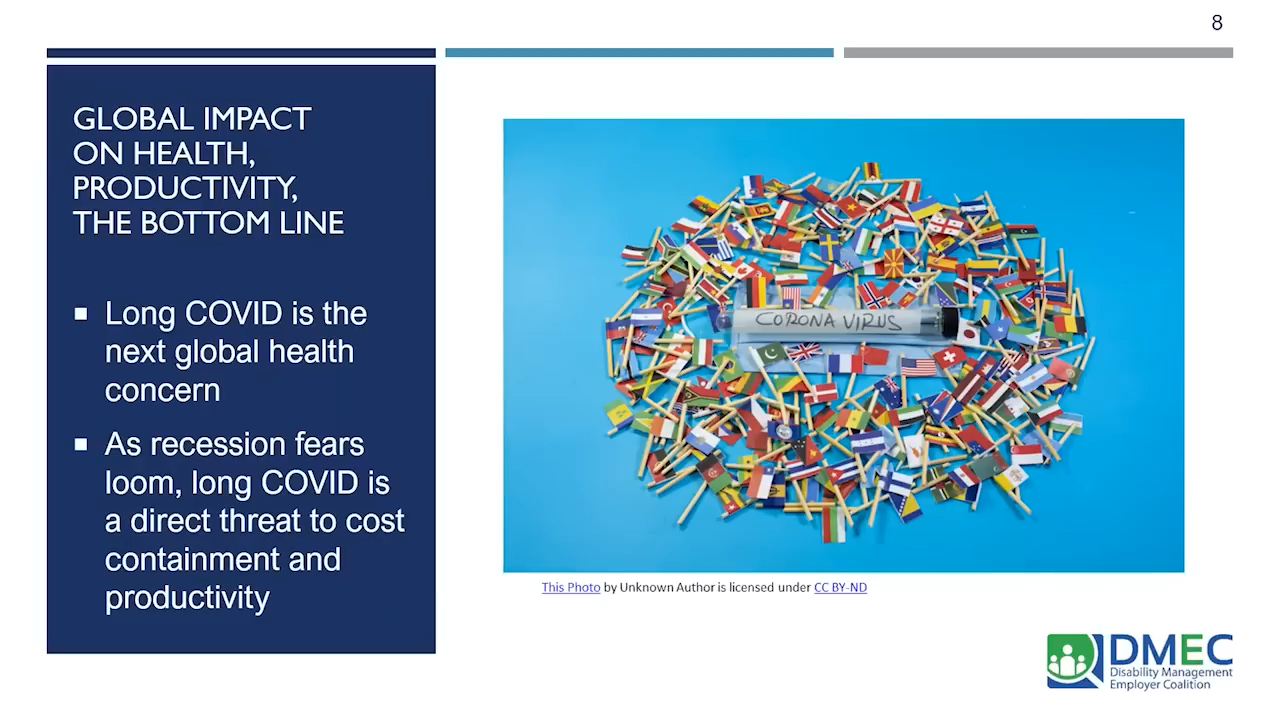 8
GLOBAL IMPACT
ON HEALTH,
PRODUCTIVITY,
THE BOTTOM LINE
Long COVID is the
next global health
concern
As recession fears
loom, long COVID is
a direct threat to cost
containment and
productivity
CORONA VIRUS
This Photo by Unknown Author is licensed under CC BY-ND
DMEC
Disability Management
Employer Coalition